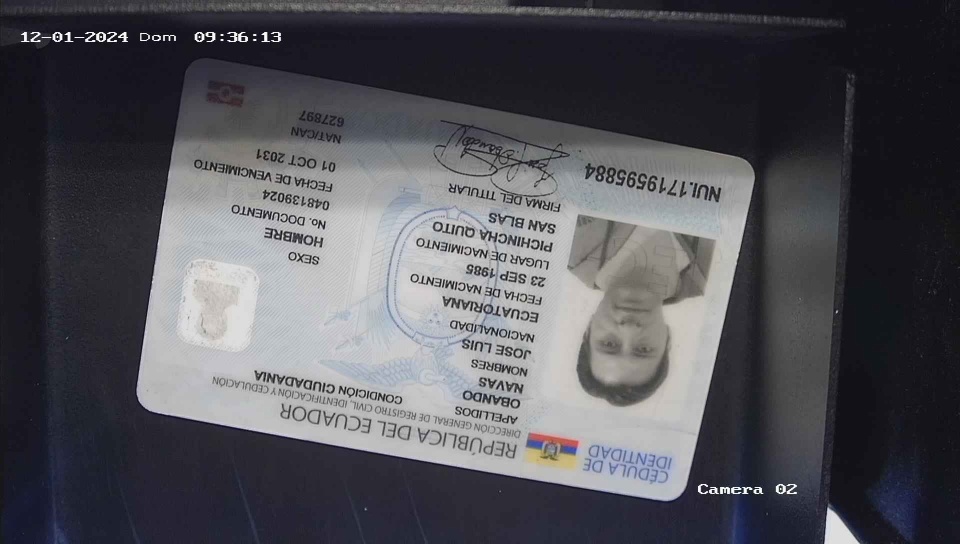 12-01-2024 Dom 09:36:13
CÉDULA DE
IDENTIDAD
REPÚBLICA DEL ECUADOR
DIRECCIÓN GENERAL DE REGISTRO CIVIL, IDENTIFICACIÓN Y CEDULACIÓN
APELLIDOS
OBANDO
NAVAS
NOMBRES
JOSE LUIS
NACIONALIDAD
ECUATORIANA
FECHA DE NACIMIENTO
23 SEP 1985
LUGAR DE NACIMIENTO
PICHINCHA QUITO
SAN BLAS
FIRMA DEL TITULAR
CONDICIÓN CIUDADANIA
SEXO
HOMBRE
No. DOCUMENTO
048139024
FECHA DE VENCIMIENTO
01 OCT 2031
NAT/CAN
627897
NUI.1719595884
Camera 02